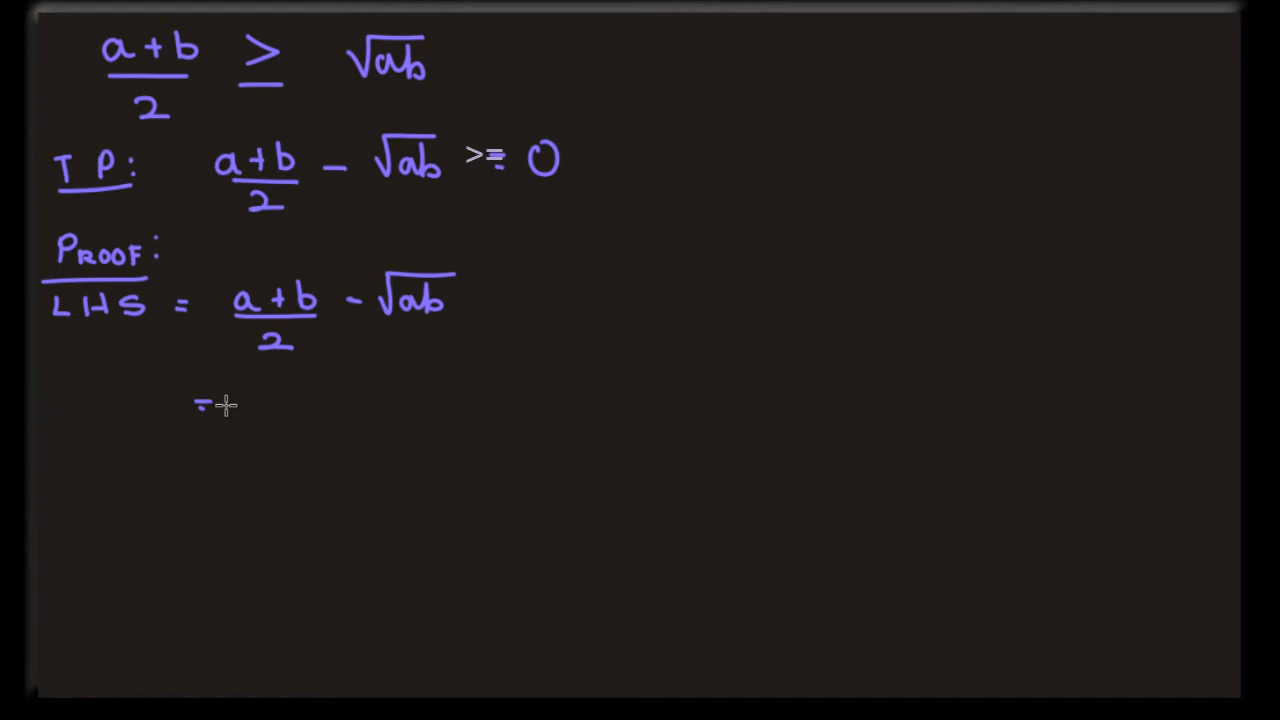 a + b / 2 ≥ √ab
T P: a + b / 2 - √ab >= = 0
PROOF:
LHS = a + b / 2 - √ab
=